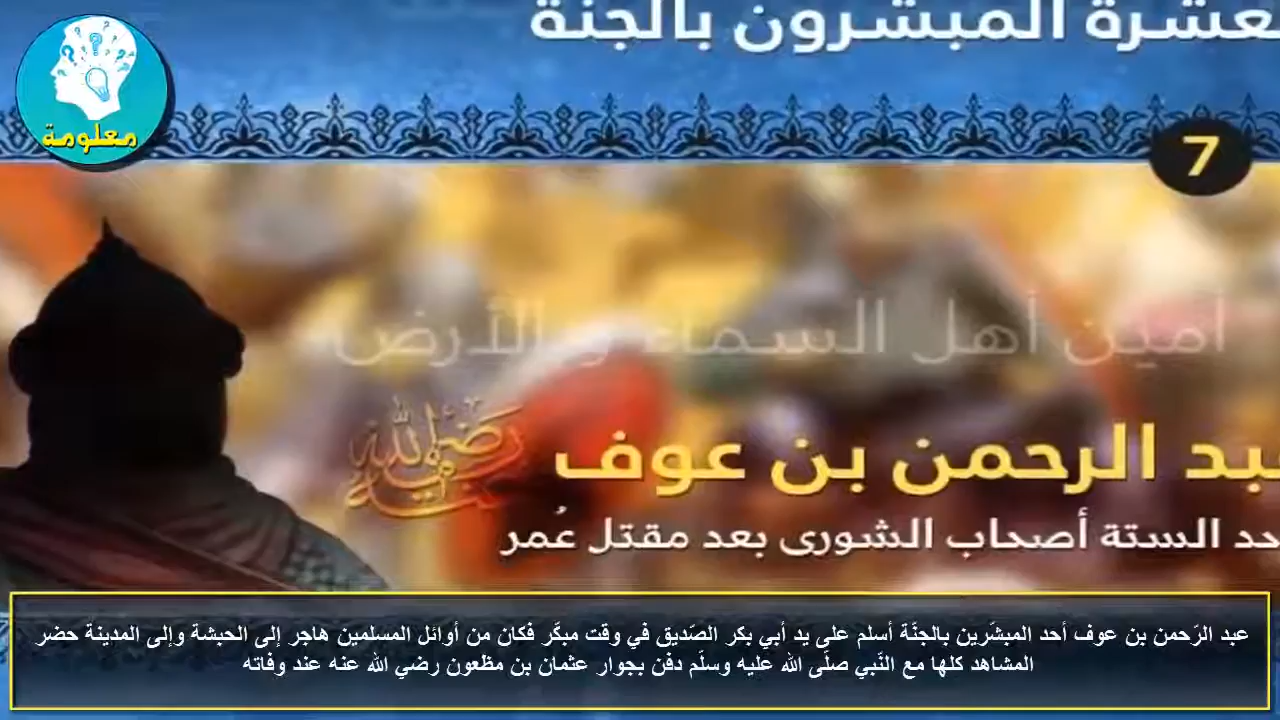 لعشرة المبشرون بالجنة
معلومة
7
أمين أهل السماء و الأرض
عبد الرحمن بن عوف
رضي الله عنه
حد الستة أصحاب الشورى بعد مقتل عُمر
عبد الرّحمن بن عوف أحد المبشّرين بالجنّة أسلم على يد أبي بكر الصّديق في وقت مبكّر فكان من أوائل المسلمين هاجر إلى الحبشة وإلى المدينة حضر
المشاهد كلها مع النّبي صلّى الله عليه وسلّم دفن بجوار عثمان بن مظعون رضي الله عنه عند وفاته